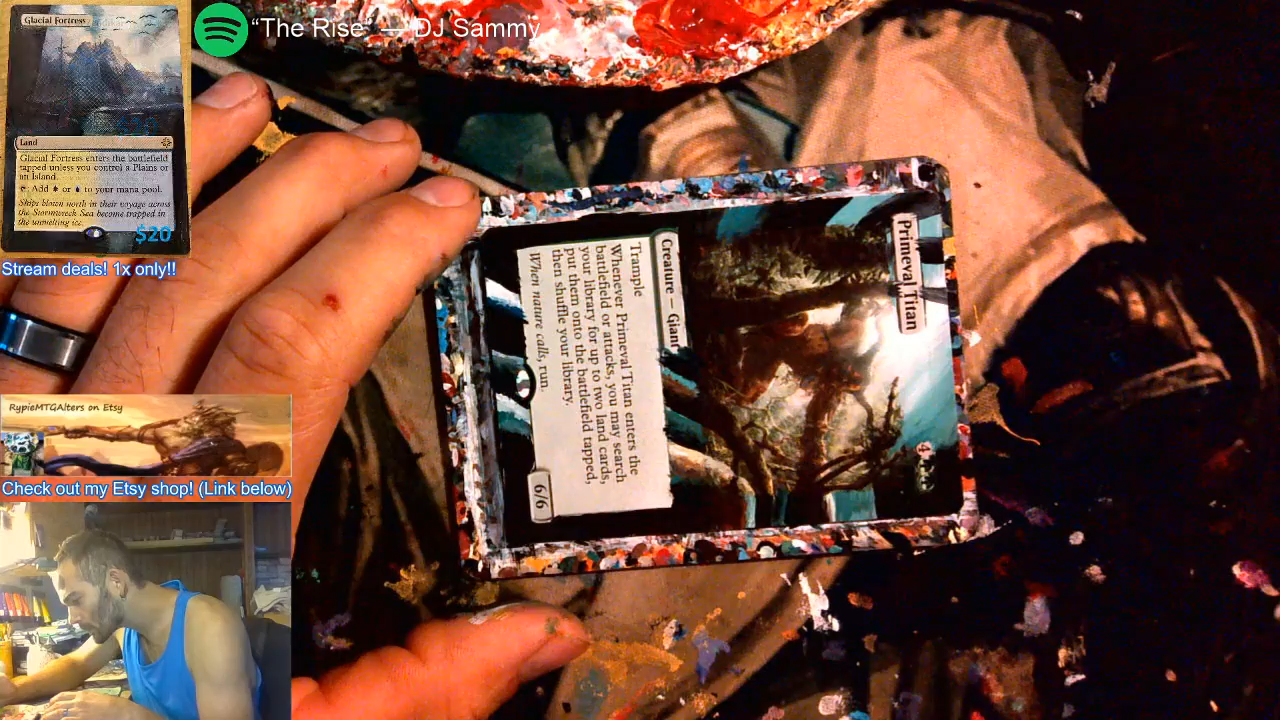 Glacial Fortress
Land
Glacial Fortress enters the battlefield
tapped unless you control a Plains or
an Island.
: Add or to your mana pool.
Ships blown north in their voyage across
the Stormwreck Sea become trapped in
the unmelting ice.
$20
"The Rise" — DJ Sammy
Stream deals! 1x only!!
Primeval Titan
Creature — Giant
Trample
Whenever Primeval Titan enters the
battlefield or attacks, you may search
your library for up to two land cards,
put them onto the battlefield tapped,
then shuffle your library.
When nature calls, run.
6/6
RypieMTGAlters on Etsy
Check out my Etsy shop! (Link below)